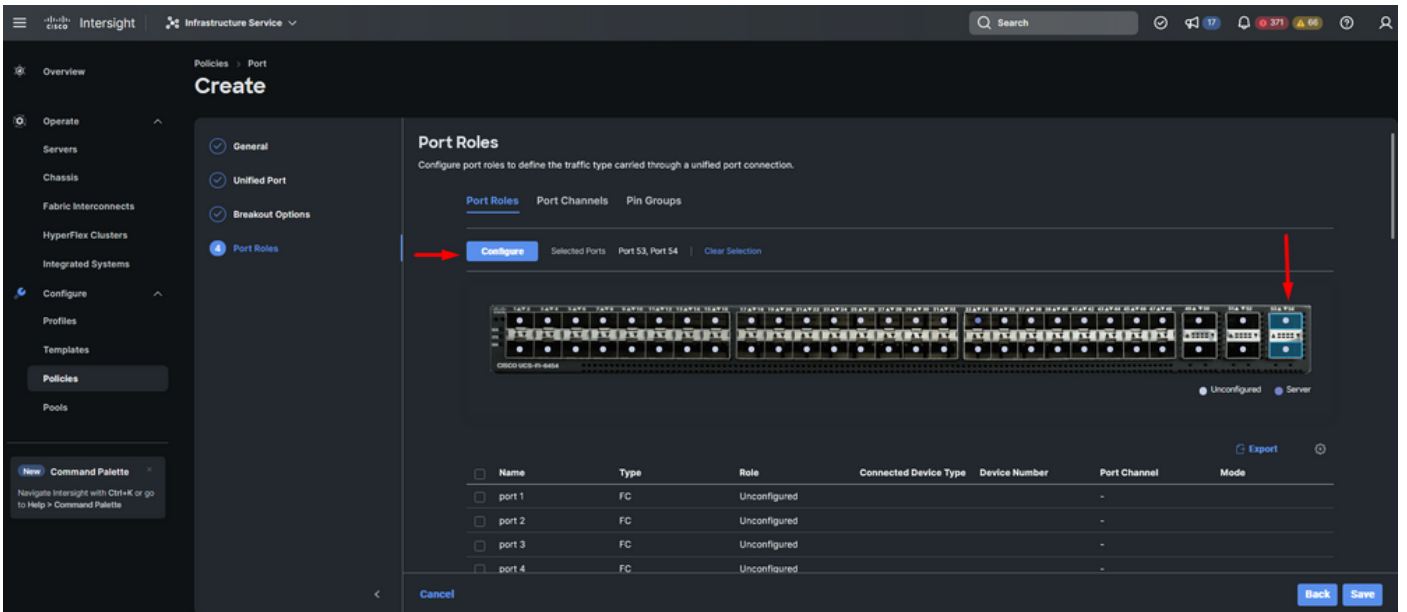 cisco Intersight Infrastructure Service Search 17 371 66
Policies > Port
Create
Overview
Operate
Servers
Chassis
Fabric Interconnects
HyperFlex Clusters
Integrated Systems
Configure
Profiles
Templates
Policies
Pools
New Command Palette ×
Navigate Intersight with Ctrl+K or go
to Help > Command Palette
General
Unified Port
Breakout Options
4 Port Roles
Port Roles
Configure port roles to define the traffic type carried through a unified port connection.
Port Roles Port Channels Pin Groups
Configure Selected Ports Port 53, Port 54 | Clear Selection
CISCO UCS-FI-6454
Unconfigured Server
Export
Name Type Role Connected Device Type Device Number Port Channel Mode
port 1 FC Unconfigured -
port 2 FC Unconfigured -
port 3 FC Unconfigured -
port 4 FC Unconfigured -
Cancel Back Save